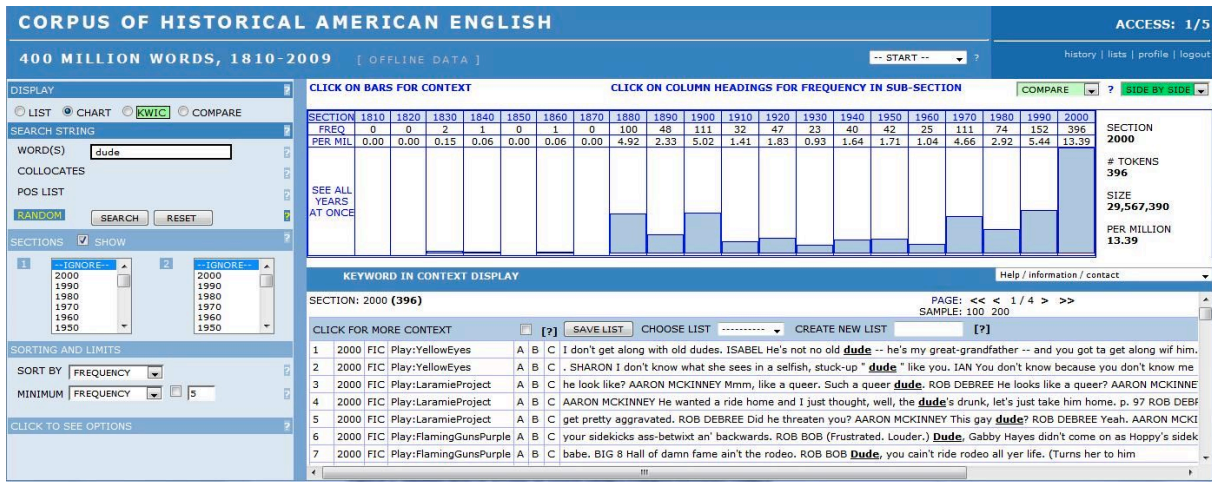 CORPUS OF HISTORICAL AMERICAN ENGLISH
ACCESS: 1/5
400 MILLION WORDS, 1810-2009 [ OFFLINE DATA ]
-- START -- ?
history | lists | profile | logout
DISPLAY ?
LIST CHART KWIC COMPARE
SEARCH STRING ?
WORD(S) dude
COLLOCATES
POS LIST
RANDOM SEARCH RESET ?
SECTIONS SHOW ?
1 --IGNORE-- 2 --IGNORE--
2000 2000
1990 1990
1980 1980
1970 1970
1960 1960
1950 1950
SORTING AND LIMITS ?
SORT BY FREQUENCY
MINIMUM FREQUENCY 5
CLICK TO SEE OPTIONS ?
CLICK ON BARS FOR CONTEXT CLICK ON COLUMN HEADINGS FOR FREQUENCY IN SUB-SECTION COMPARE ? SIDE BY SIDE
SECTION 1810 1820 1830 1840 1850 1860 1870 1880 1890 1900 1910 1920 1930 1940 1950 1960 1970 1980 1990 2000
FREQ 0 0 2 1 0 1 0 100 48 111 32 47 23 40 42 25 111 74 152 396
PER MIL 0.00 0.00 0.15 0.06 0.00 0.06 0.00 4.92 2.33 5.02 1.41 1.83 0.93 1.64 1.71 1.04 4.66 2.92 5.44 13.39
SEE ALL
YEARS
AT ONCE
SECTION
2000
# TOKENS
396
SIZE
29,567,390
PER MILLION
13.39
KEYWORD IN CONTEXT DISPLAY
Help / information / contact
SECTION: 2000 (396)
PAGE: << < 1/4 > >>
SAMPLE: 100 200
CLICK FOR MORE CONTEXT [?] SAVE LIST CHOOSE LIST ---------- CREATE NEW LIST [?]
1 2000 FIC Play:YellowEyes A B C I don't get along with old dudes. ISABEL He's not no old dude -- he's my great-grandfather -- and you got ta get along wif him.
2 2000 FIC Play:YellowEyes A B C . SHARON I don't know what she sees in a selfish, stuck-up " dude " like you. IAN You don't know because you don't know me
3 2000 FIC Play:LaramieProject A B C he look like? AARON MCKINNEY Mmm, like a queer. Such a queer dude. ROB DEBREE He looks like a queer? AARON MCKINNE
4 2000 FIC Play:LaramieProject A B C AARON MCKINNEY He wanted a ride home and I just thought, well, the dude's drunk, let's just take him home. p. 97 ROB DEBR
5 2000 FIC Play:LaramieProject A B C get pretty aggravated. ROB DEBREE Did he threaten you? AARON MCKINNEY This gay dude? ROB DEBREE Yeah. AARON MCKI
6 2000 FIC Play:FlamingGunsPurple A B C your sidekicks ass-betwixt an' backwards. ROB BOB (Frustrated. Louder.) Dude, Gabby Hayes didn't come on as Hoppy's sidek
7 2000 FIC Play:FlamingGunsPurple A B C babe. BIG 8 Hall of damn fame ain't the rodeo. ROB BOB Dude, you cain't ride rodeo all yer life. (Turns her to him